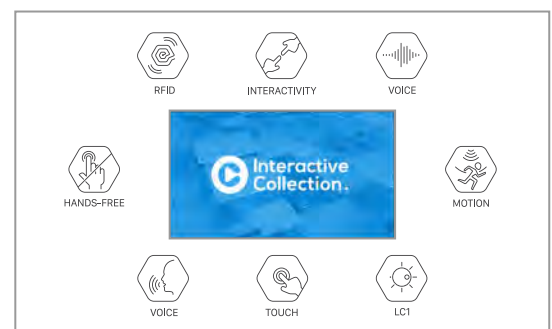 RFID
INTERACTIVITY
VOICE
HANDS-FREE
Interactive
Collection.
MOTION
VOICE
TOUCH
LC1